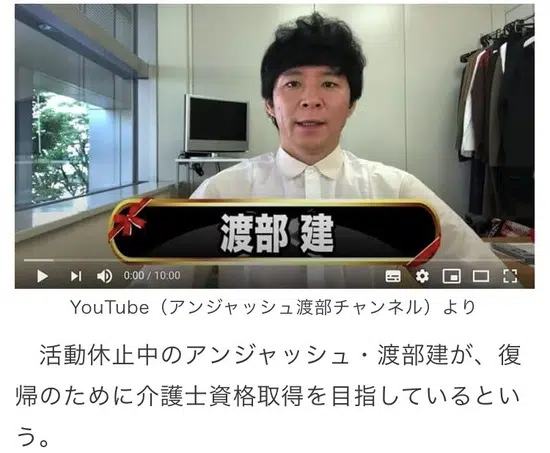 渡部 建
0:00 / 10:00
YouTube（アンジャッシュ渡部チャンネル）より
活動休止中のアンジャッシュ・渡部建が、復
帰のために介護士資格取得を目指しているとい
う。